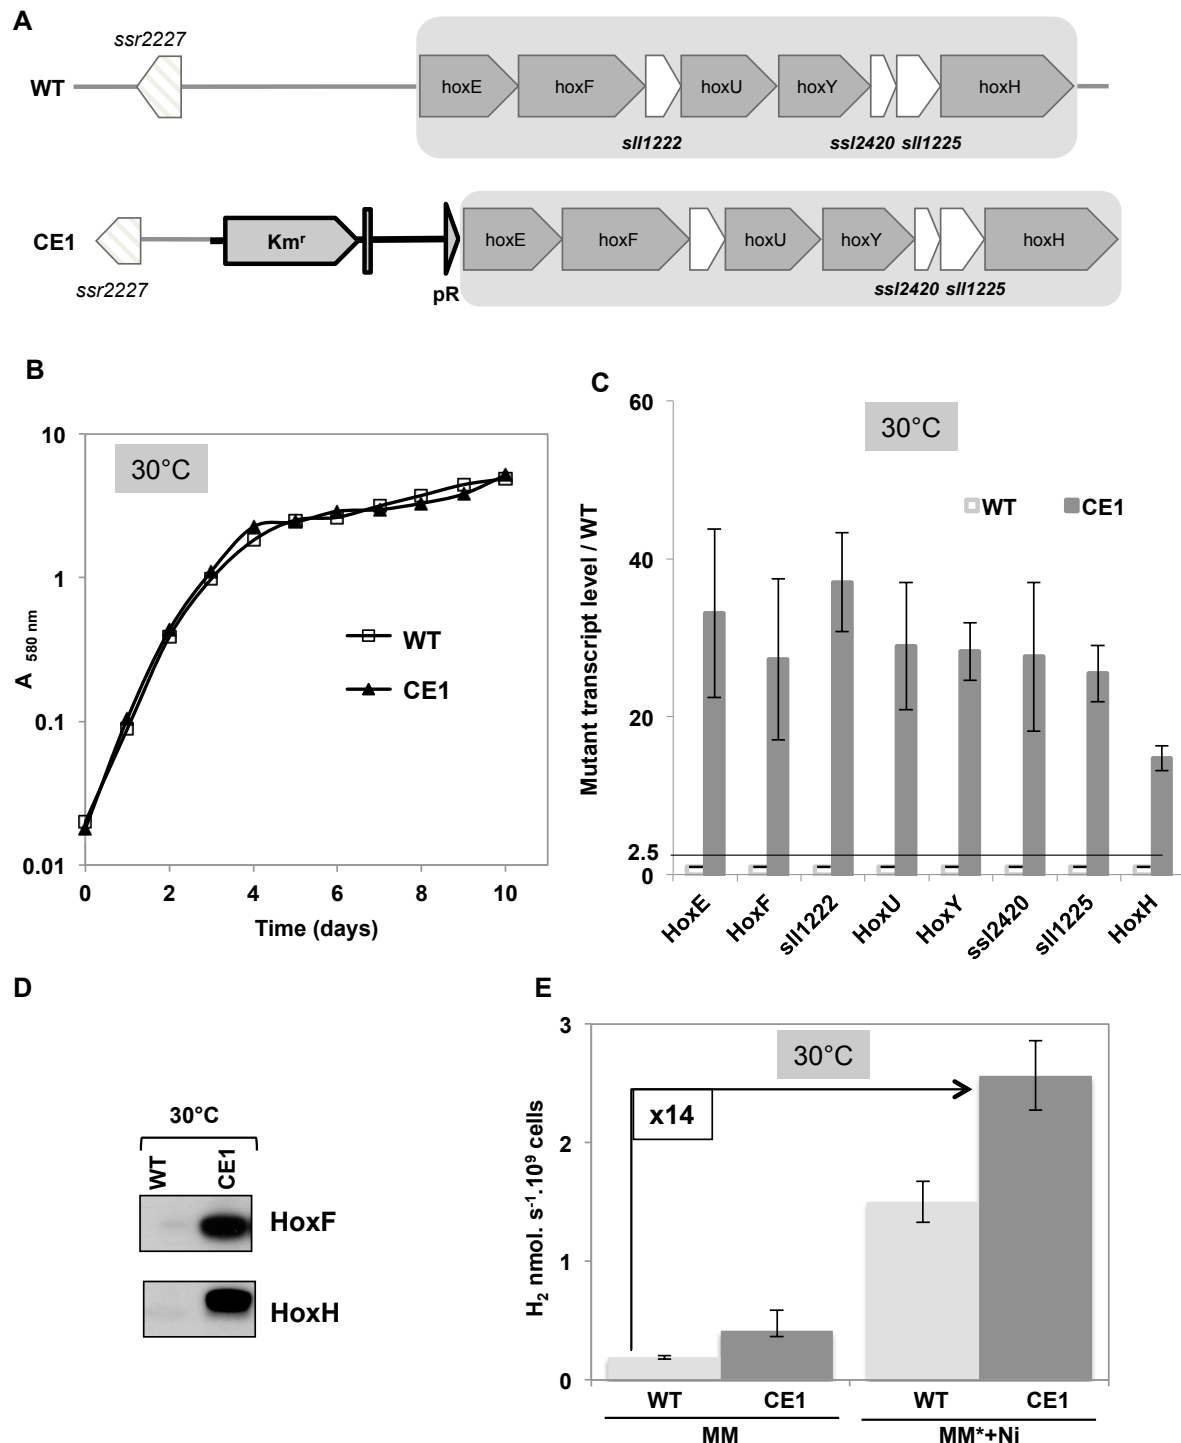 A
ssr2227
WT
hoxE hoxF hoxU hoxY hoxH
sll1222 ssl2420 sll1225
CE1
Kmʳ
hoxE hoxF hoxU hoxY hoxH
ssr2227
pR
ssl2420 sll1225
B
30°C
10
1
0.1
0.01
A 580 nm
WT
CE1
0 2 4 6 8 10
Time (days)
C
30°C
WT CE1
Mutant transcript level / WT
60
40
20
2.5
0
HoxE HoxF sll1222 HoxU HoxY ssl2420 sll1225 HoxH
D
30°C
WT CE1
HoxF
HoxH
E
30°C
x14
H₂ nmol. s⁻¹.10⁹ cells
3
2
1
0
WT CE1 WT CE1
MM MM*+Ni